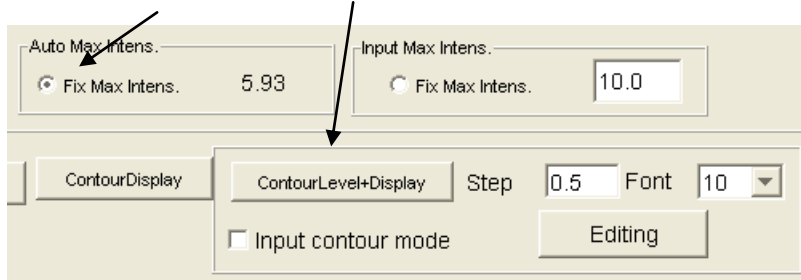 Auto Max Intens.
Input Max Intens.
Fix Max Intens. 5.93
Fix Max Intens. 10.0
ContourDisplay
ContourLevel+Display Step 0.5 Font 10
Input contour mode Editing